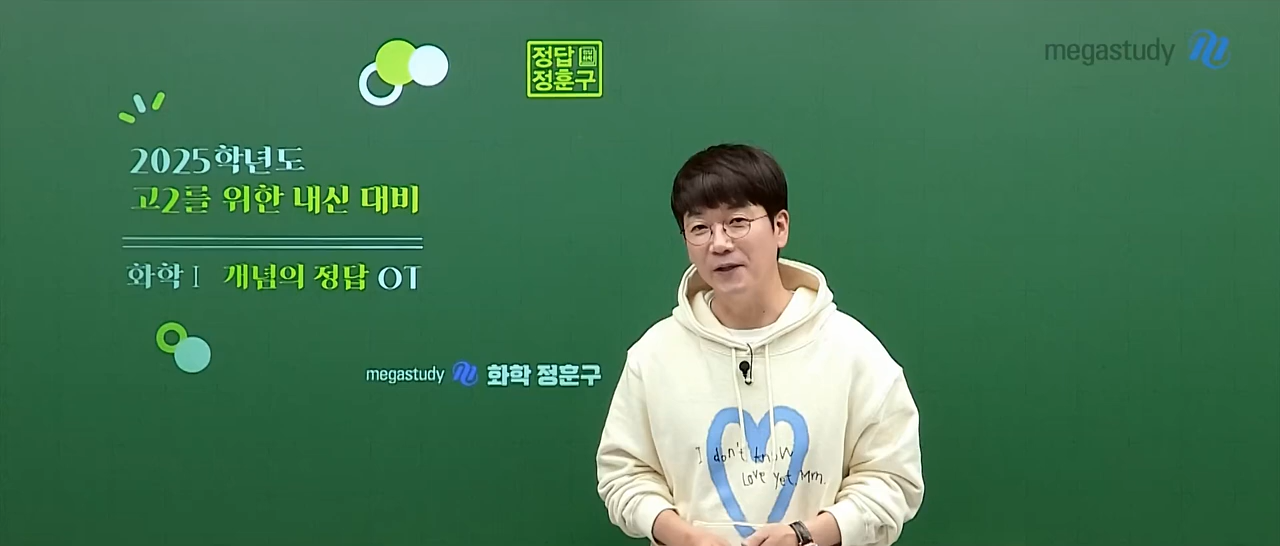 정답
정훈구
megastudy
2025학년도
고2를 위한 내신 대비
화학Ⅰ 개념의 정답 OT
megastudy 화학 정훈구
I don't know
Love yet. Mm.